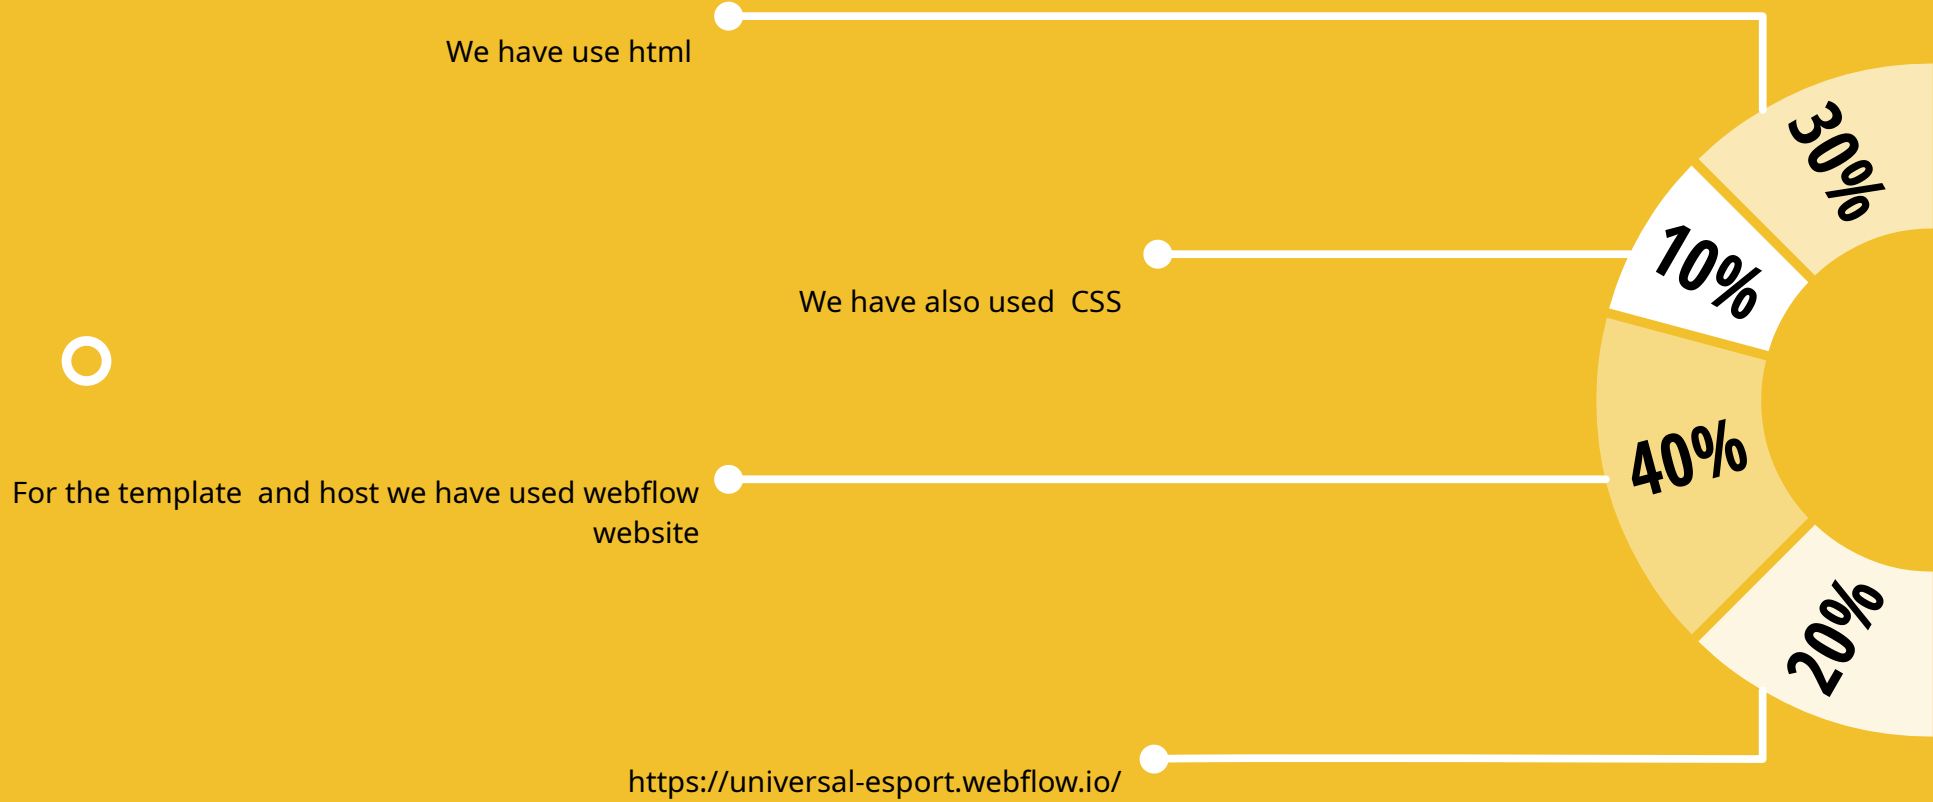 We have use html
30%
We have also used  CSS
10%
For the template  and host we have used webflow
website
40%
https://universal-esport.webflow.io/
20%